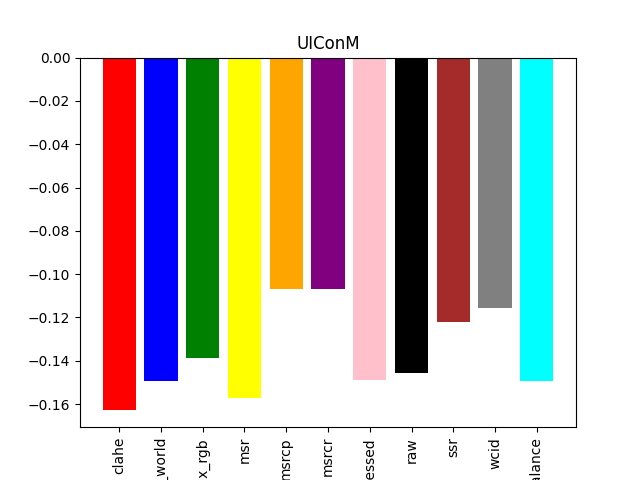 UIConM
0.00
−0.02
−0.04
−0.06
−0.08
−0.10
−0.12
−0.14
−0.16
clahe
_world
x_rgb
msr
msrcp
msrcr
essed
raw
ssr
wcid
alance